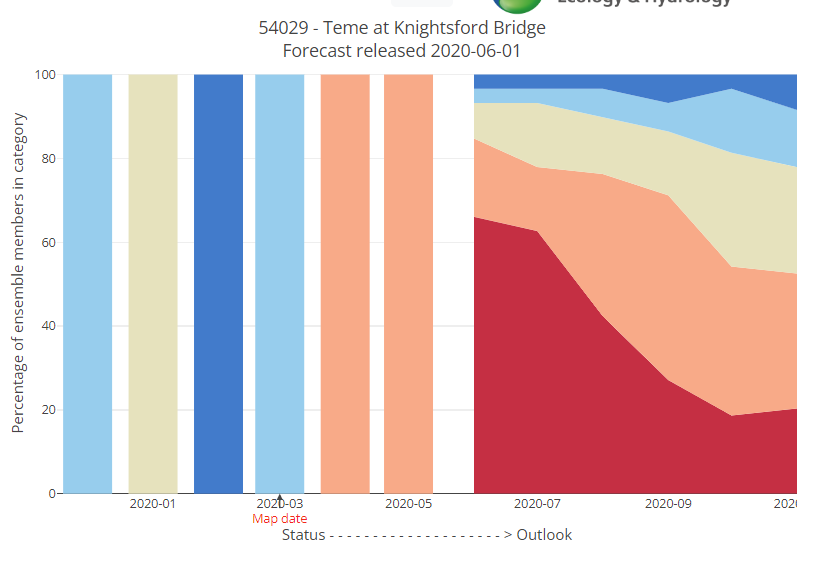 Ecology & Hydrology
54029 - Teme at Knightsford Bridge
Forecast released 2020-06-01
Percentage of ensemble members in category
100
80
60
40
20
0
2020-01
2020-03
2020-05
2020-07
2020-09
2020
Map date
Status - - - - - - - - - - - - - - - - - - - - > Outlook